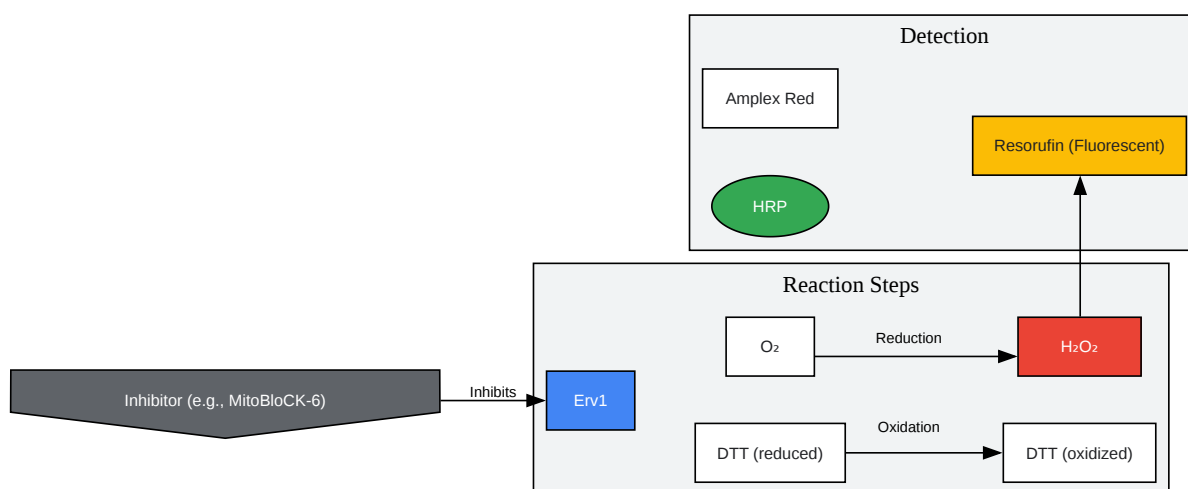 Detection
Amplex Red
Resorufin (Fluorescent)
HRP
Reaction Steps
O₂
Reduction
H₂O₂
Inhibitor (e.g., MitoBloCK-6)
Inhibits
Erv1
DTT (reduced)
Oxidation
DTT (oxidized)